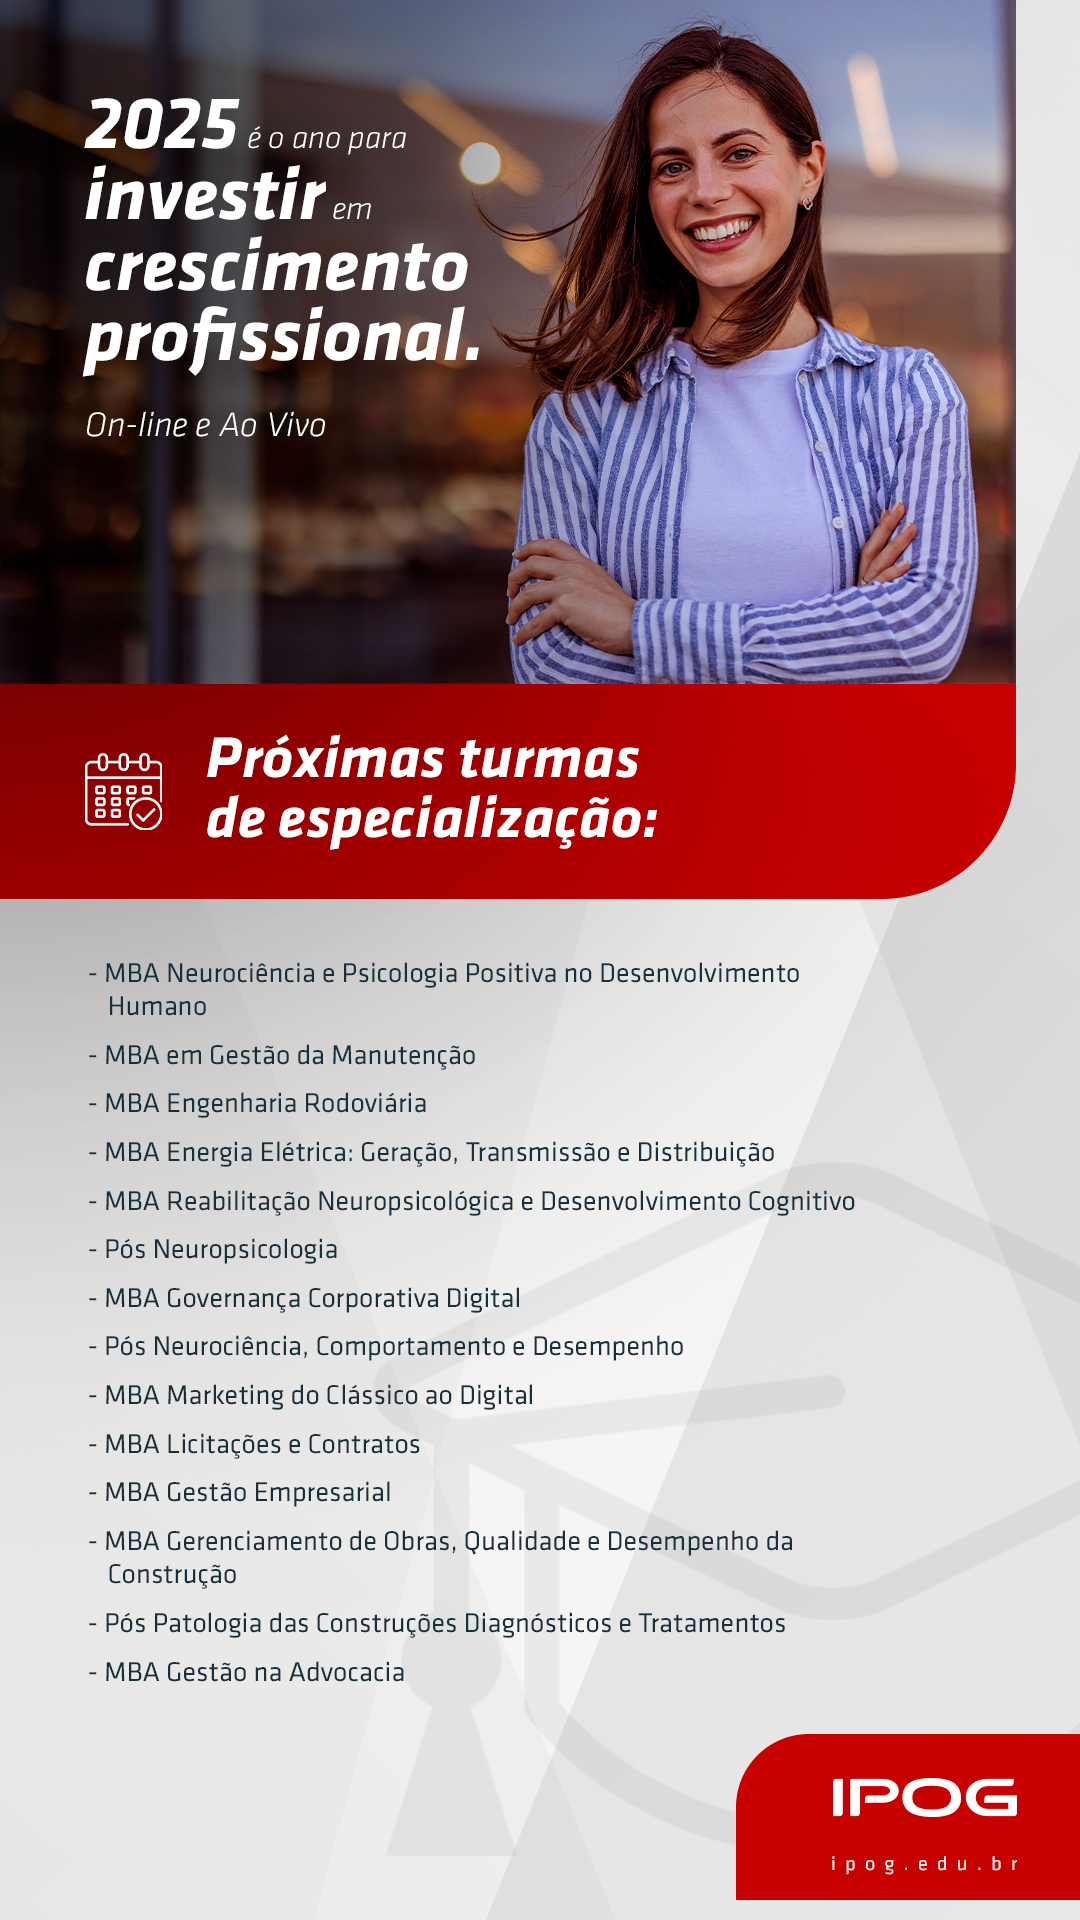 2025 é o ano para
investir em
crescimento
profissional.
On-line e Ao Vivo
Próximas turmas
de especialização:
- MBA Neurociência e Psicologia Positiva no Desenvolvimento
Humano
- MBA em Gestão da Manutenção
- MBA Engenharia Rodoviária
- MBA Energia Elétrica: Geração, Transmissão e Distribuição
- MBA Reabilitação Neuropsicológica e Desenvolvimento Cognitivo
- Pós Neuropsicologia
- MBA Governança Corporativa Digital
- Pós Neurociência, Comportamento e Desempenho
- MBA Marketing do Clássico ao Digital
- MBA Licitações e Contratos
- MBA Gestão Empresarial
- MBA Gerenciamento de Obras, Qualidade e Desempenho da
Construção
- Pós Patologia das Construções Diagnósticos e Tratamentos
- MBA Gestão na Advocacia
IPOG
ipog.edu.br